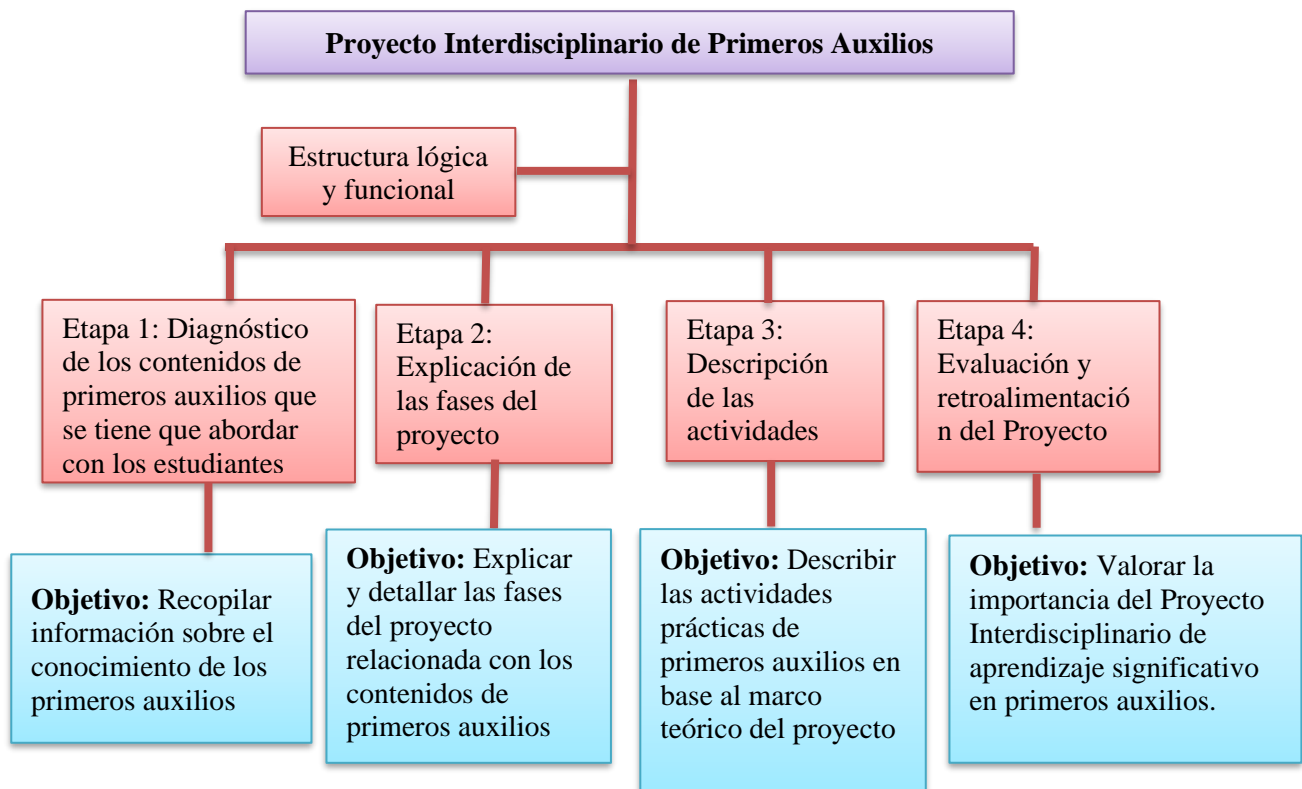 Proyecto Interdisciplinario de Primeros Auxilios
Estructura lógica
y funcional
Etapa 1: Diagnóstico
de los contenidos de
primeros auxilios que
se tiene que abordar
con los estudiantes
Etapa 2:
Explicación de
las fases del
proyecto
Etapa 3:
Descripción
de las
actividades
Etapa 4:
Evaluación y
retroalimentació
n del Proyecto
Objetivo: Recopilar
información sobre el
conocimiento de los
primeros auxilios
Objetivo: Explicar
y detallar las fases
del proyecto
relacionada con los
contenidos de
primeros auxilios
Objetivo: Describir
las actividades
prácticas de
primeros auxilios en
base al marco
teórico del proyecto
Objetivo: Valorar la
importancia del Proyecto
Interdisciplinario de
aprendizaje significativo
en primeros auxilios.